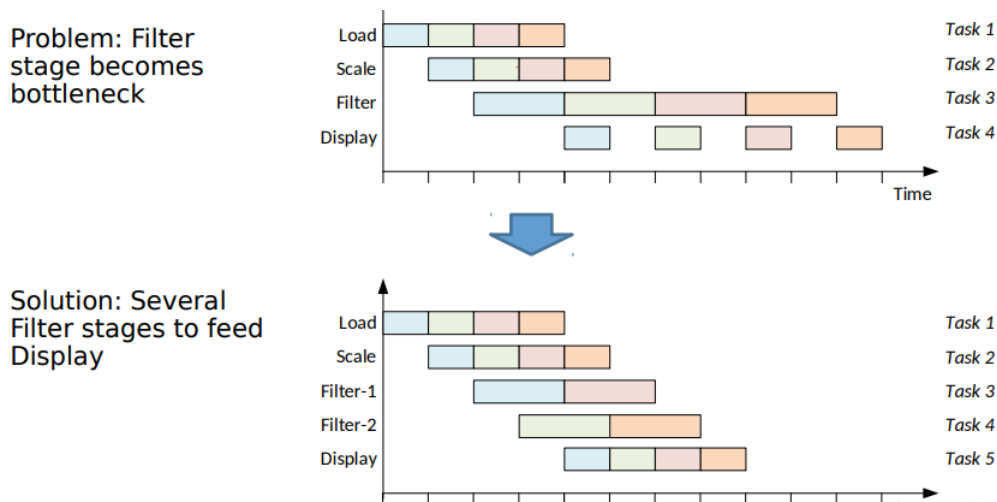 Problem: Filter
stage becomes
bottleneck
Load
Task 1
Scale
Task 2
Filter
Task 3
Display
Task 4
Time
Solution: Several
Filter stages to feed
Display
Load
Task 1
Scale
Task 2
Filter-1
Task 3
Filter-2
Task 4
Display
Task 5